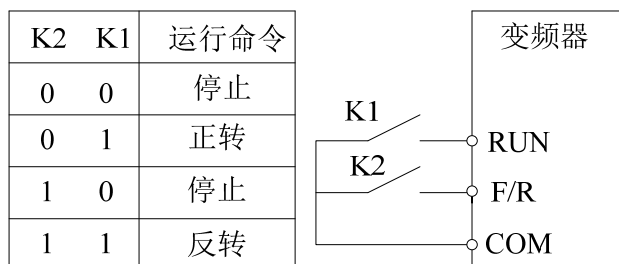 K2 K1 运行命令
0 0 停止
0 1 正转
1 0 停止
1 1 反转
变频器
K1
RUN
K2
F/R
COM